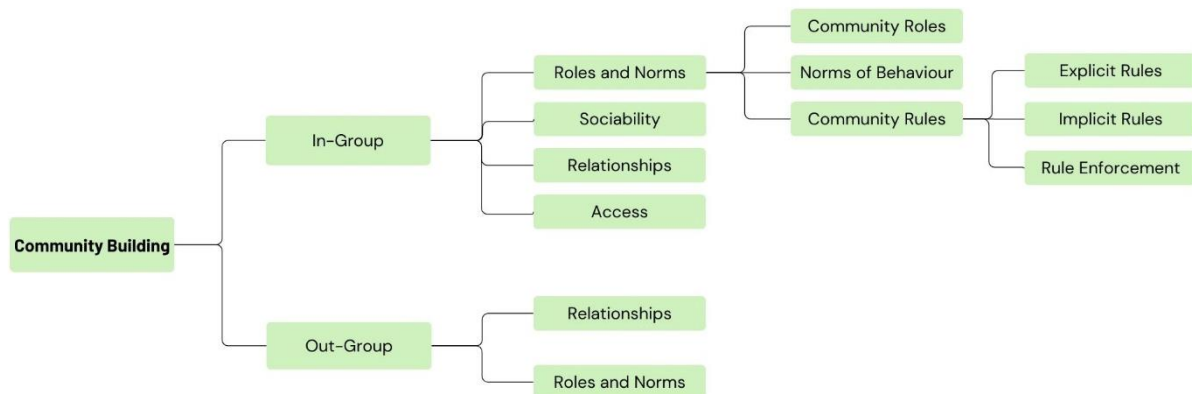 Community Building
In-Group
Roles and Norms
Community Roles
Norms of Behaviour
Community Rules
Explicit Rules
Implicit Rules
Rule Enforcement
Sociability
Relationships
Access
Out-Group
Relationships
Roles and Norms